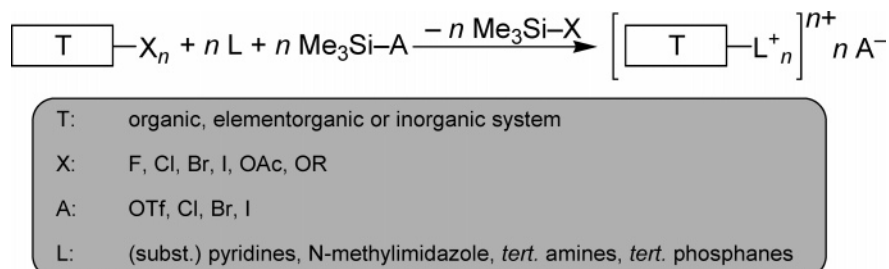 T –Xₙ + n L + n Me₃Si–A – n Me₃Si–X [ T –L⁺ₙ ]ⁿ⁺ n A⁻
T: organic, elementorganic or inorganic system
X: F, Cl, Br, I, OAc, OR
A: OTf, Cl, Br, I
L: (subst.) pyridines, N-methylimidazole, tert. amines, tert. phosphanes